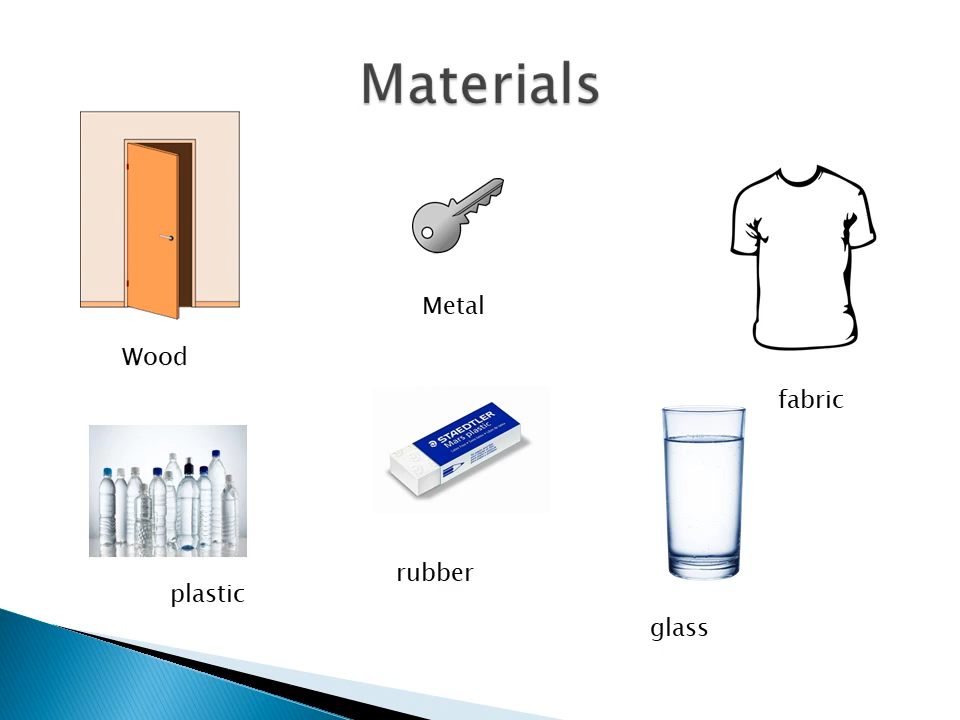 Materials
Wood
Metal
fabric
STAEDTLER
Mars plastic
plastic
rubber
glass